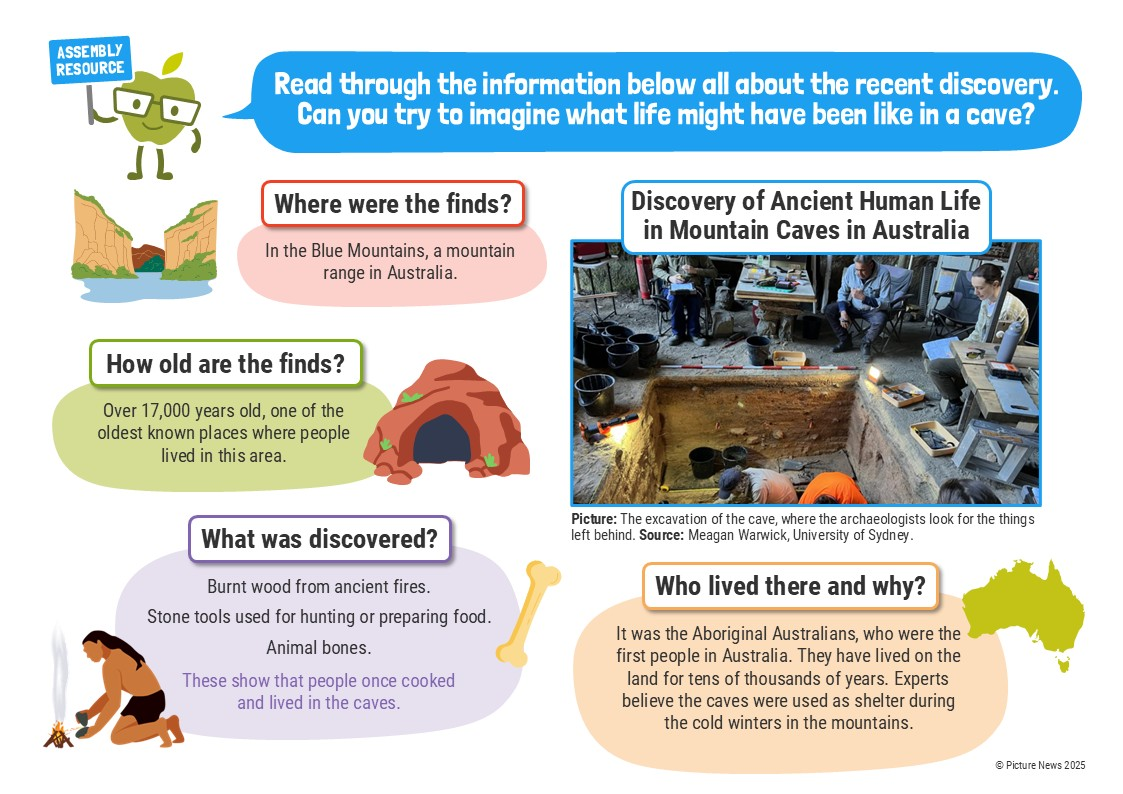 ASSEMBLY
RESOURCE
Read through the information below all about the recent discovery.
Can you try to imagine what life might have been like in a cave?
Where were the finds?
In the Blue Mountains, a mountain
range in Australia.
How old are the finds?
Over 17,000 years old, one of the
oldest known places where people
lived in this area.
What was discovered?
Burnt wood from ancient fires.
Stone tools used for hunting or preparing food.
Animal bones.
These show that people once cooked
and lived in the caves.
Discovery of Ancient Human Life
in Mountain Caves in Australia
Picture: The excavation of the cave, where the archaeologists look for the things
left behind. Source: Meagan Warwick, University of Sydney.
Who lived there and why?
It was the Aboriginal Australians, who were the
first people in Australia. They have lived on the
land for tens of thousands of years. Experts
believe the caves were used as shelter during
the cold winters in the mountains.
© Picture News 2025